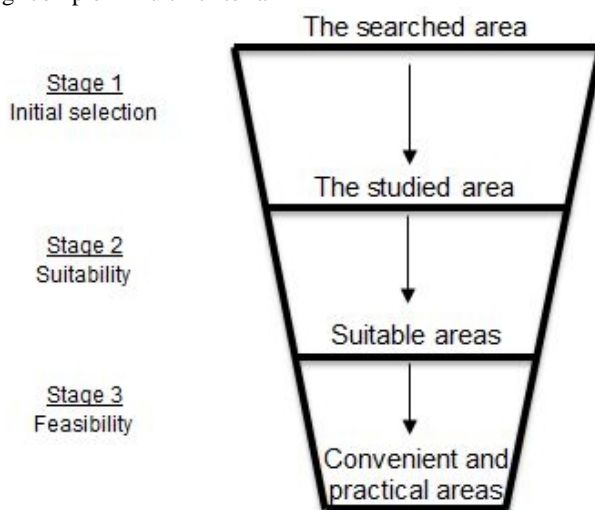 The searched area
Stage 1
Initial selection
The studied area
Stage 2
Suitability
Suitable areas
Stage 3
Feasibility
Convenient and
practical areas